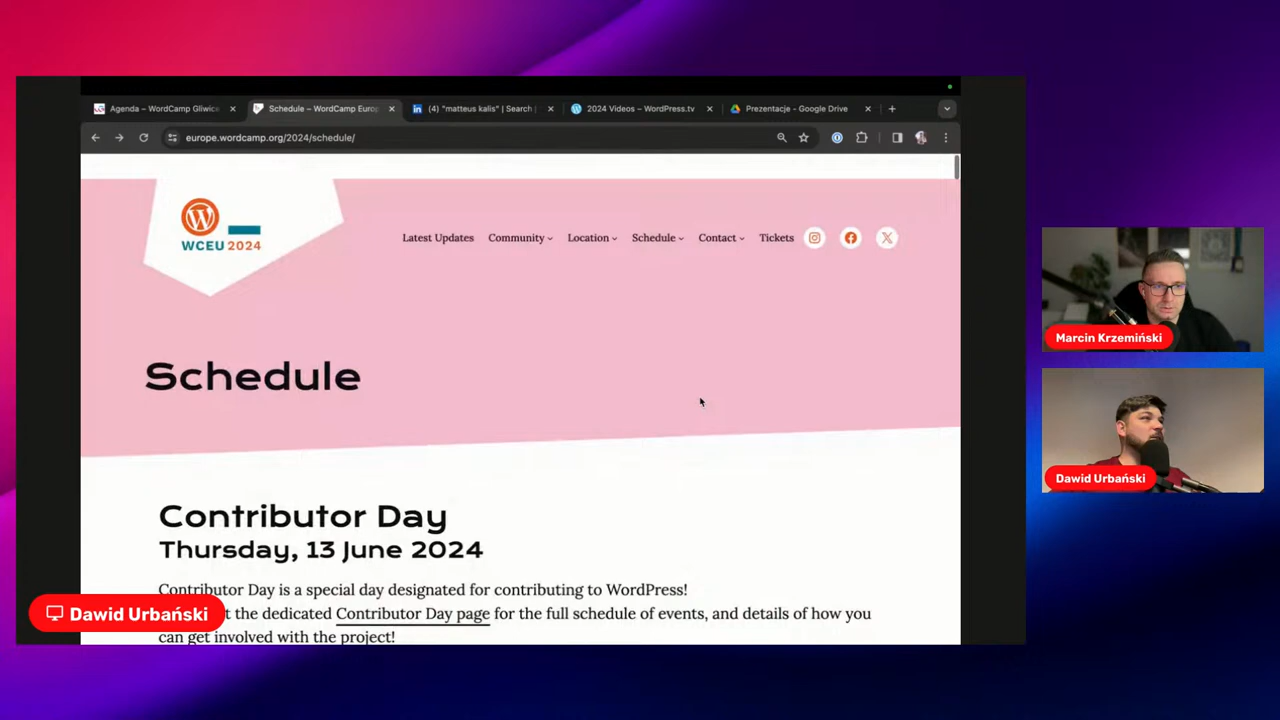 Agenda – WordCamp Gliwice
Schedule – WordCamp Euro
(4) "matteus kalis" | Search |
2024 Videos – WordPress.tv
Prezentacje - Google Drive
europe.wordcamp.org/2024/schedule/
WCEU 2024
Latest Updates
Community
Location
Schedule
Contact
Tickets
Schedule
Contributor Day
Thursday, 13 June 2024
Contributor Day is a special day designated for contributing to WordPress!
the dedicated Contributor Day page for the full schedule of events, and details of how you
can get involved with the project!
Dawid Urbański
Marcin Krzemiński
Dawid Urbański